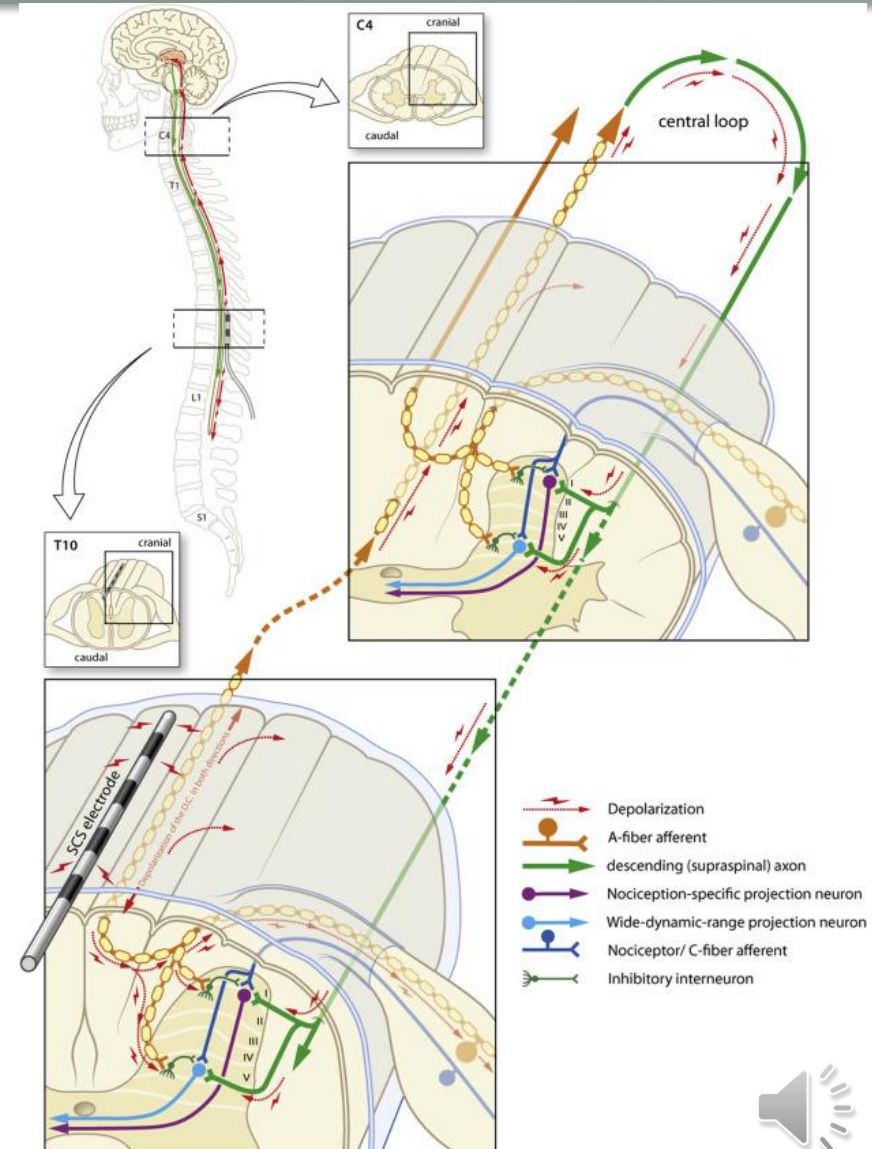 C4
cranial
caudal
central loop
C4
T1
L1
S1
I
II
III
IV
V
T10
cranial
caudal
SCS electrode
Depolarization of the D.C. in both directions
I
II
III
IV
V
Depolarization
A-fiber afferent
descending (supraspinal) axon
Nociception-specific projection neuron
Wide-dynamic-range projection neuron
Nociceptor/ C-fiber afferent
Inhibitory interneuron